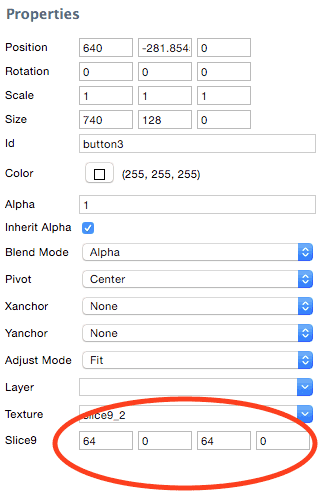 Properties
Position 640 -281.854 0
Rotation 0 0 0
Scale 1 1 1
Size 740 128 0
Id button3
Color (255, 255, 255)
Alpha 1
Inherit Alpha
Blend Mode Alpha
Pivot Center
Xanchor None
Yanchor None
Adjust Mode Fit
Layer
Texture slice9_2
Slice9 64 0 64 0